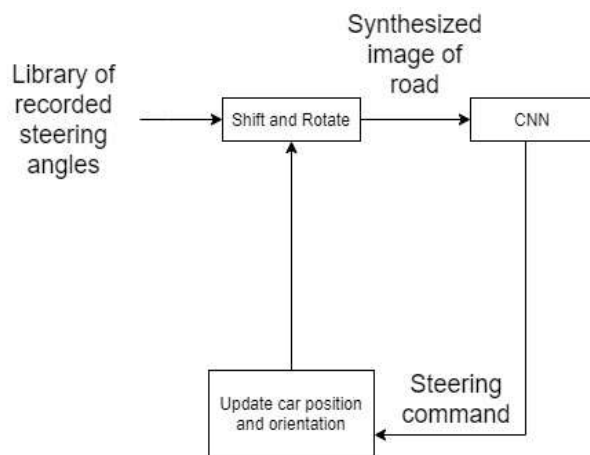 Library of
recorded
steering
angles
Shift and Rotate
Synthesized
image of
road
CNN
Update car position
and orientation
Steering
command